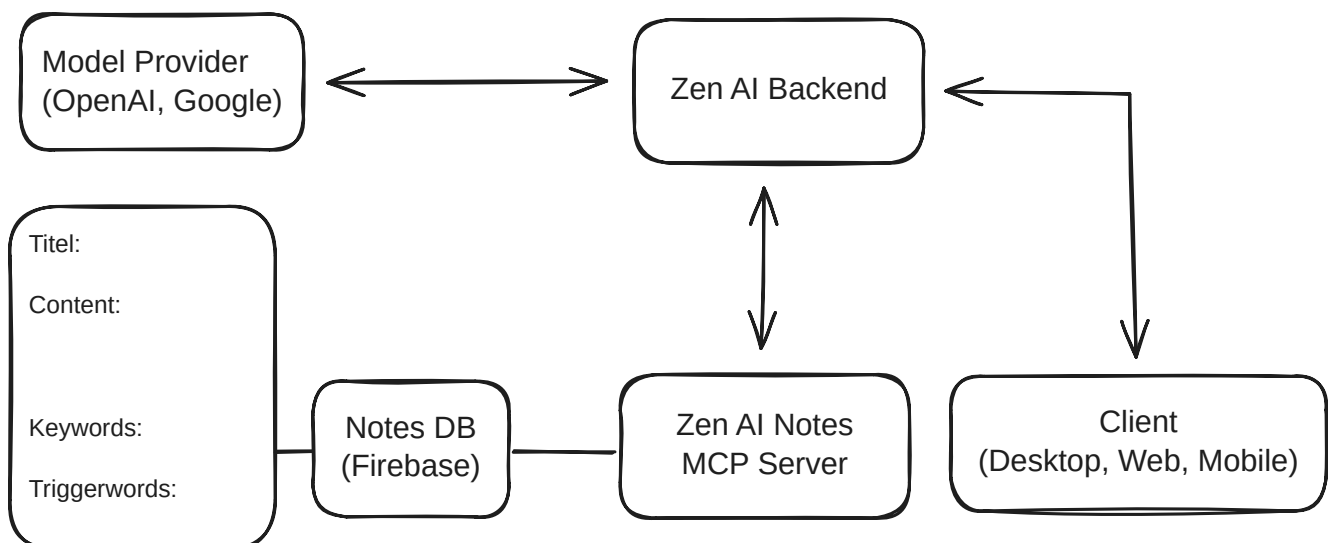 Model Provider
(OpenAI, Google)
Zen AI Backend
Titel:
Content:
Keywords:
Triggerwords:
Notes DB
(Firebase)
Zen AI Notes
MCP Server
Client
(Desktop, Web, Mobile)